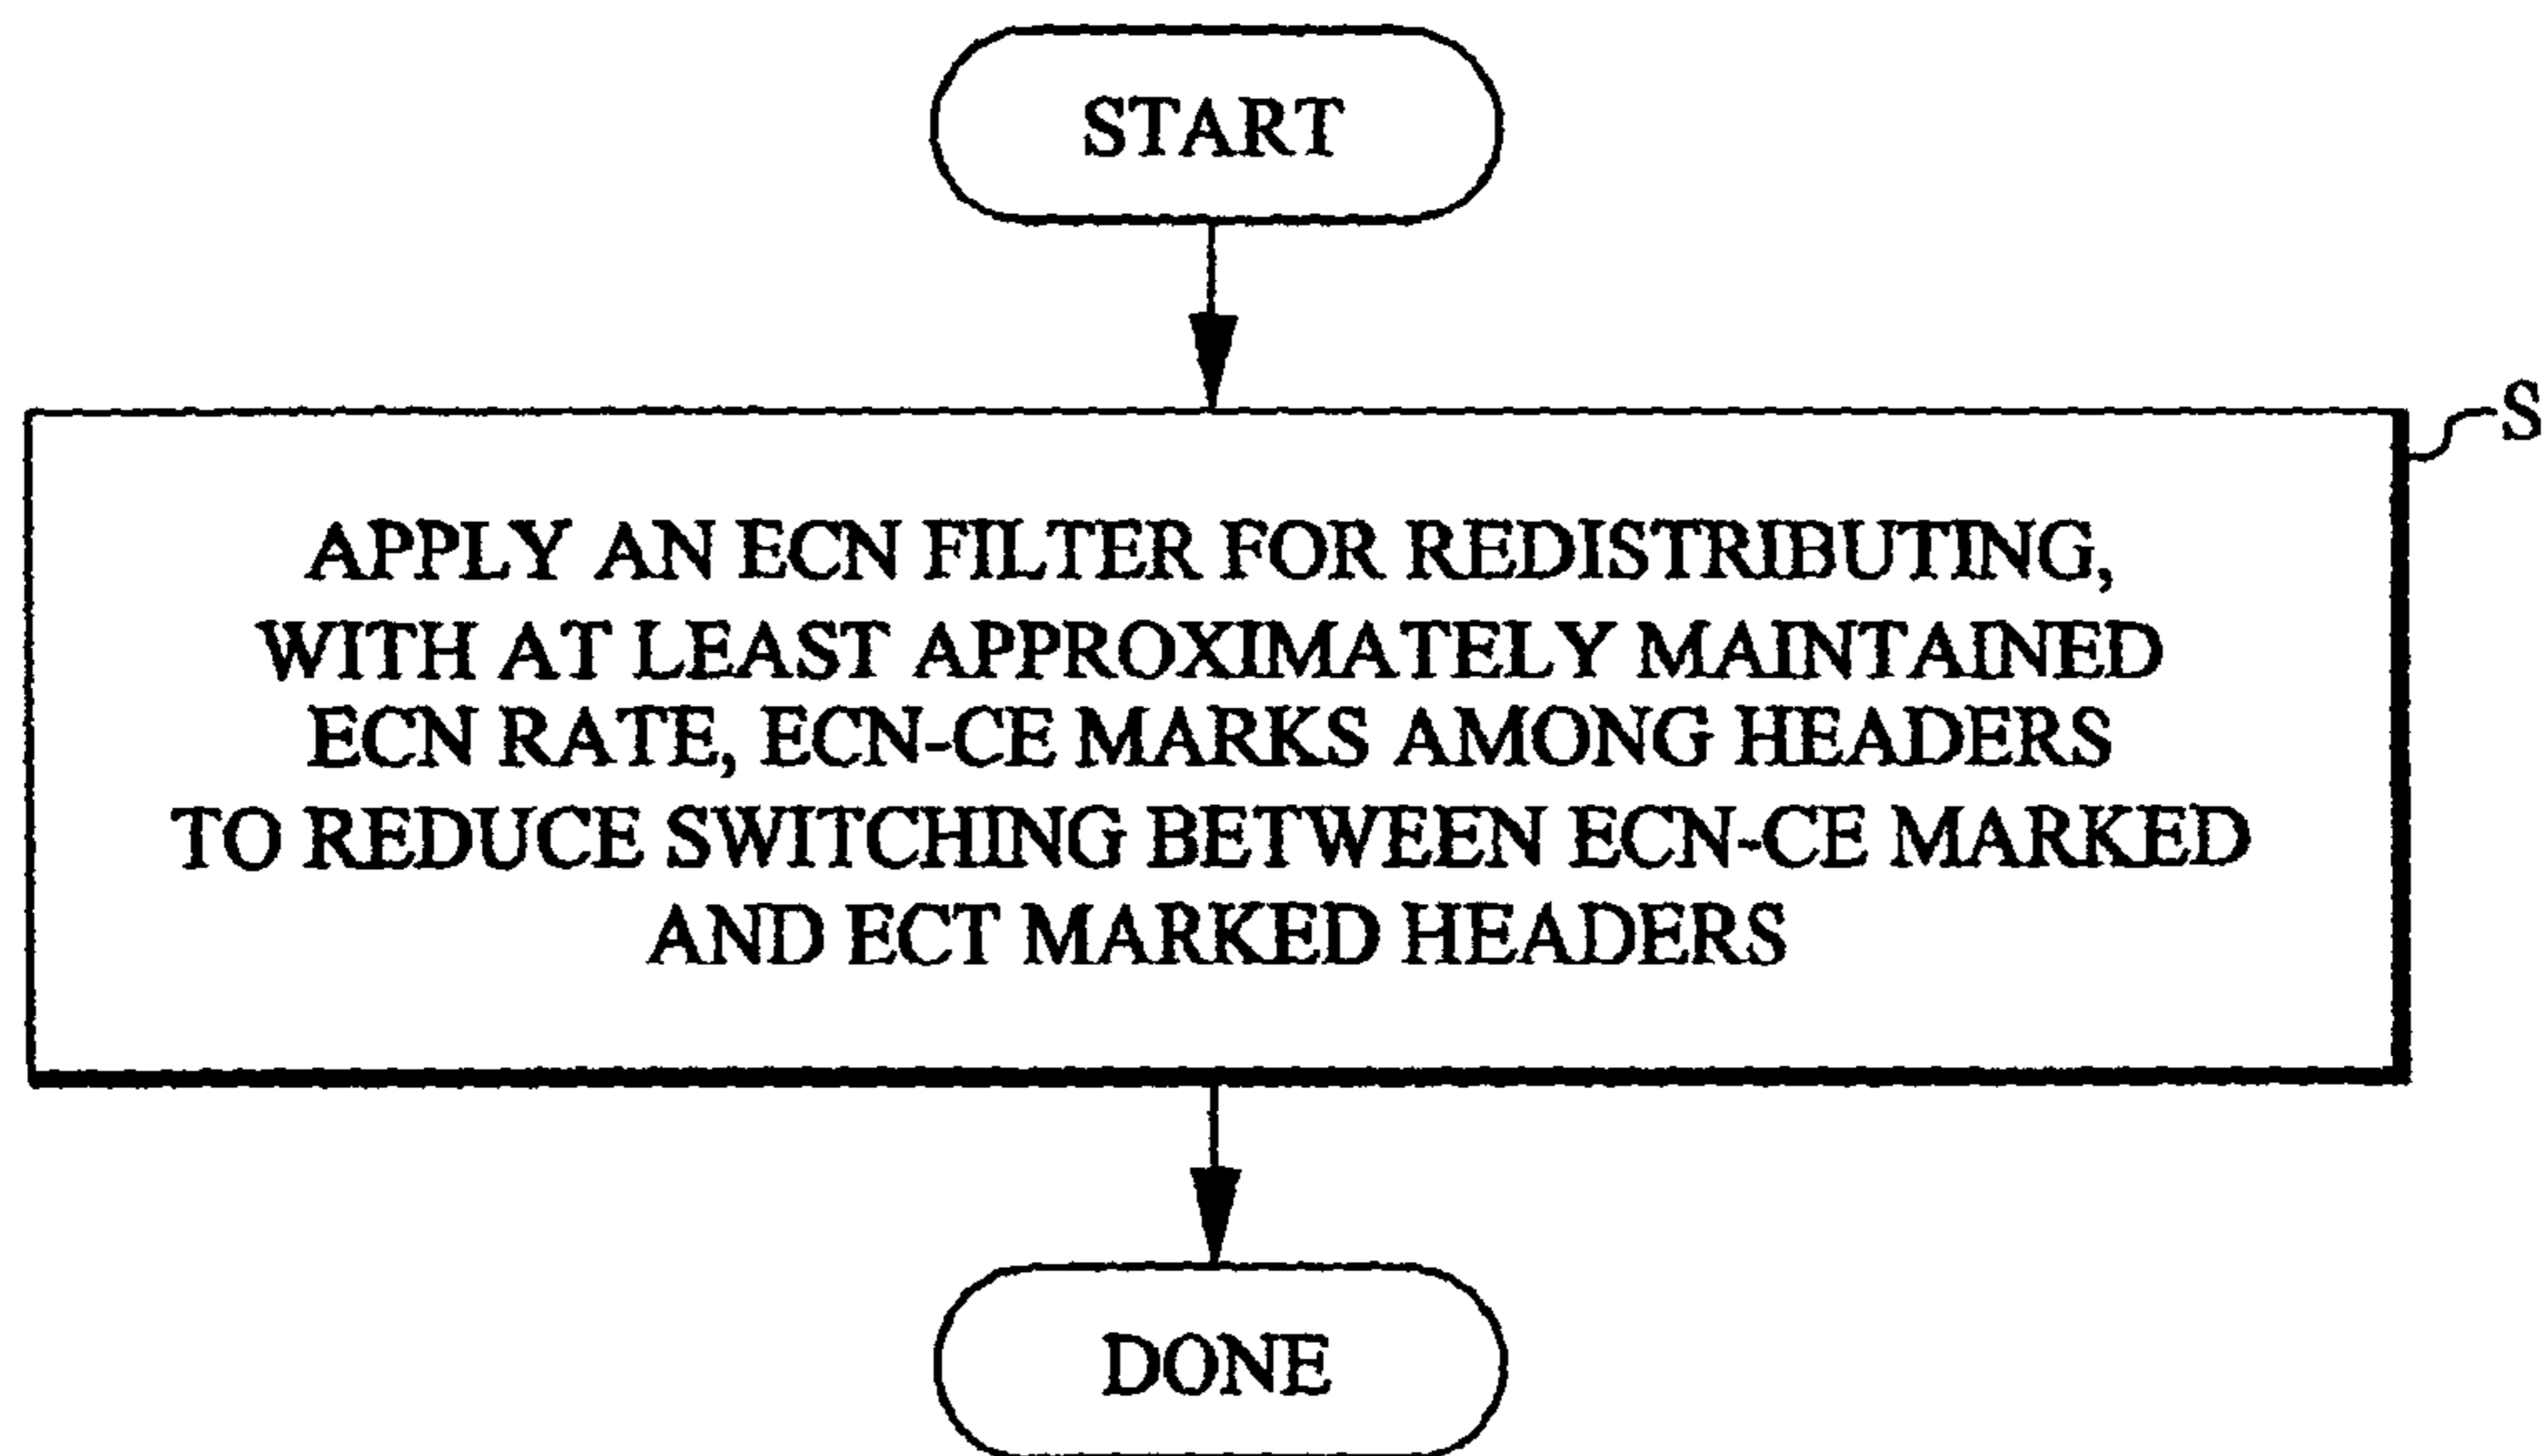 START
S
APPLY AN ECN FILTER FOR REDISTRIBUTING,
WITH AT LEAST APPROXIMATELY MAINTAINED
ECN RATE, ECN-CE MARKS AMONG HEADERS
TO REDUCE SWITCHING BETWEEN ECN-CE MARKED
AND ECT MARKED HEADERS
DONE